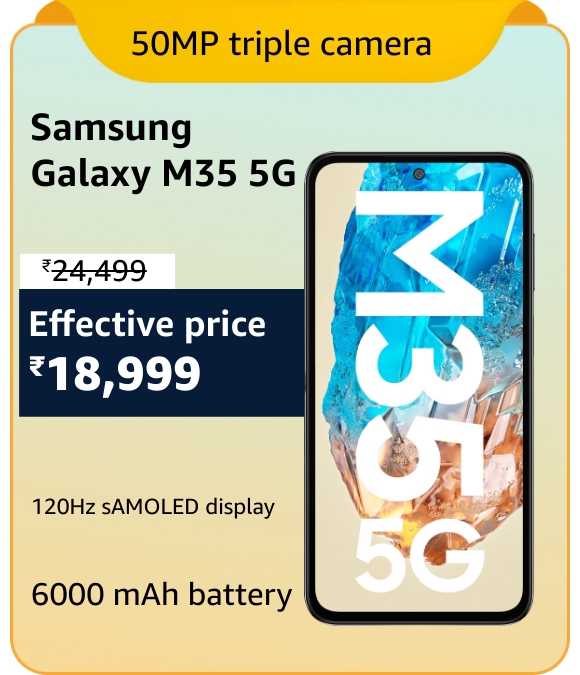 50MP triple camera
Samsung
Galaxy M35 5G
₹24,499
Effective price
₹18,999
120Hz sAMOLED display
6000 mAh battery
M35
5G